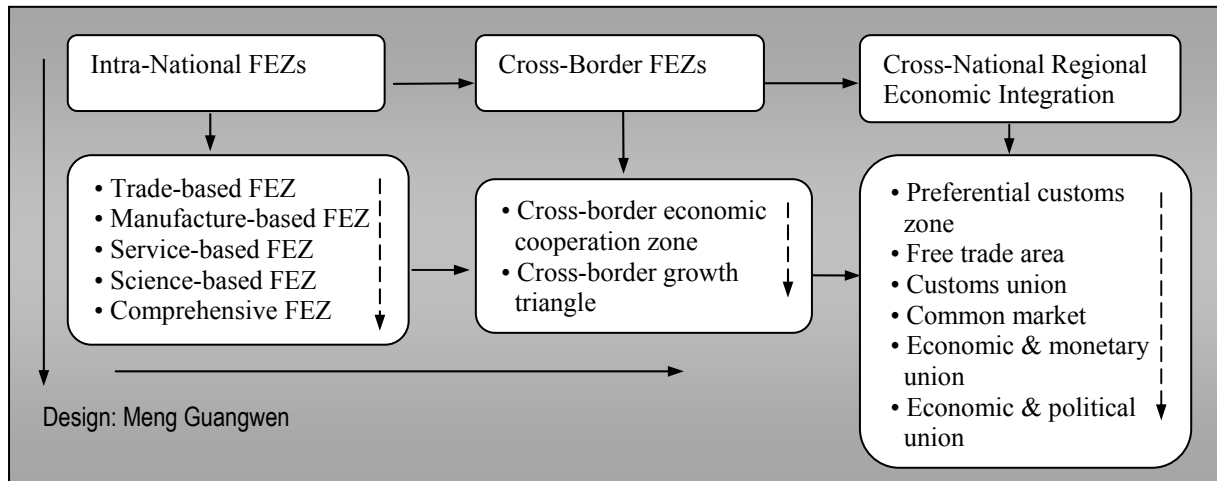 Intra-National FEZs
Cross-Border FEZs
Cross-National Regional
Economic Integration
• Trade-based FEZ
• Manufacture-based FEZ
• Service-based FEZ
• Science-based FEZ
• Comprehensive FEZ
• Cross-border economic
cooperation zone
• Cross-border growth
triangle
• Preferential customs
zone
• Free trade area
• Customs union
• Common market
• Economic & monetary
union
• Economic & political
union
Design: Meng Guangwen